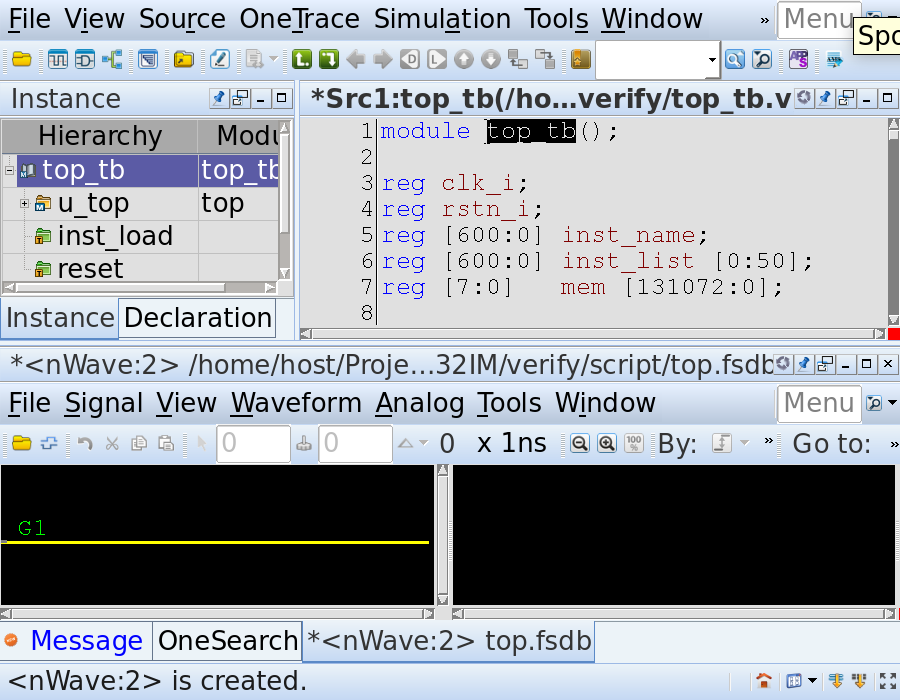 File View Source OneTrace Simulation Tools Window » Menu
Spo
Instance
*Src1:top_tb(/ho...verify/top_tb.v
Hierarchy Modu
top_tb top_tb
u_top top
inst_load
reset
Instance Declaration
1 module top_tb();
2
3 reg clk_i;
4 reg rstn_i;
5 reg [600:0] inst_name;
6 reg [600:0] inst_list [0:50];
7 reg [7:0] mem [131072:0];
8
*<nWave:2> /home/host/Proje...32IM/verify/script/top.fsdb
File Signal View Waveform Analog Tools Window Menu
0 0 0 x 1ns 100% By: » Go to: »
G1
Message OneSearch *<nWave:2> top.fsdb
<nWave:2> is created.